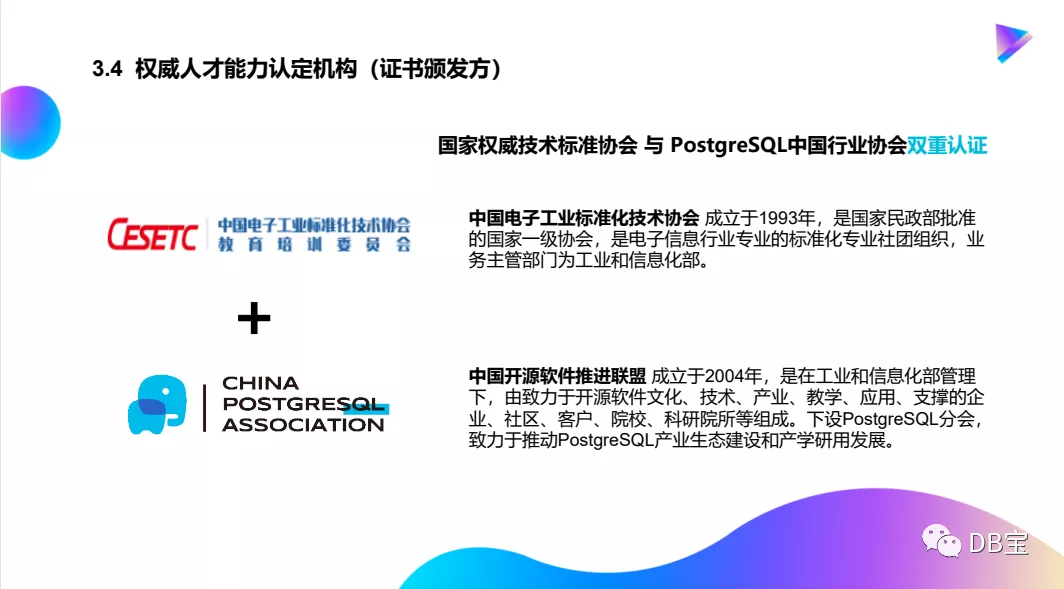 3.4 权威人才能力认定机构（证书颁发方）
国家权威技术标准协会 与 PostgreSQL中国行业协会双重认证
CESETC
中国电子工业标准化技术协会
教育培训委员会
中国电子工业标准化技术协会 成立于1993年，是国家民政部批准
的国家一级协会，是电子信息行业专业的标准化专业社团组织，业
务主管部门为工业和信息化部。
+
CHINA
POSTGRESQL
ASSOCIATION
中国开源软件推进联盟 成立于2004年，是在工业和信息化部管理
下，由致力于开源软件文化、技术、产业、教学、应用、支撑的企
业、社区、客户、院校、科研院所等组成。下设PostgreSQL分会，
致力于推动PostgreSQL产业生态建设和产学研用发展。
DB宝